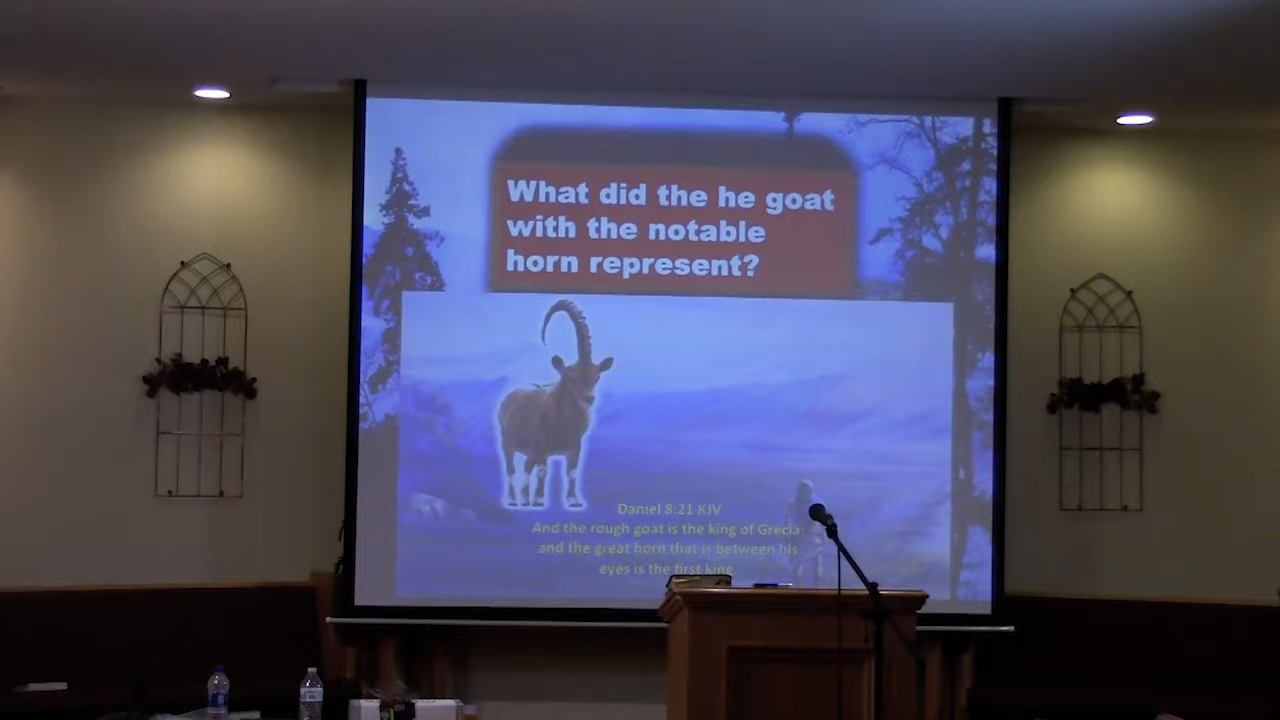 What did the he goat
with the notable
horn represent?
Daniel 8:21 KJV
And the rough goat is the king of Grecia:
and the great horn that is between his
eyes is the first king.